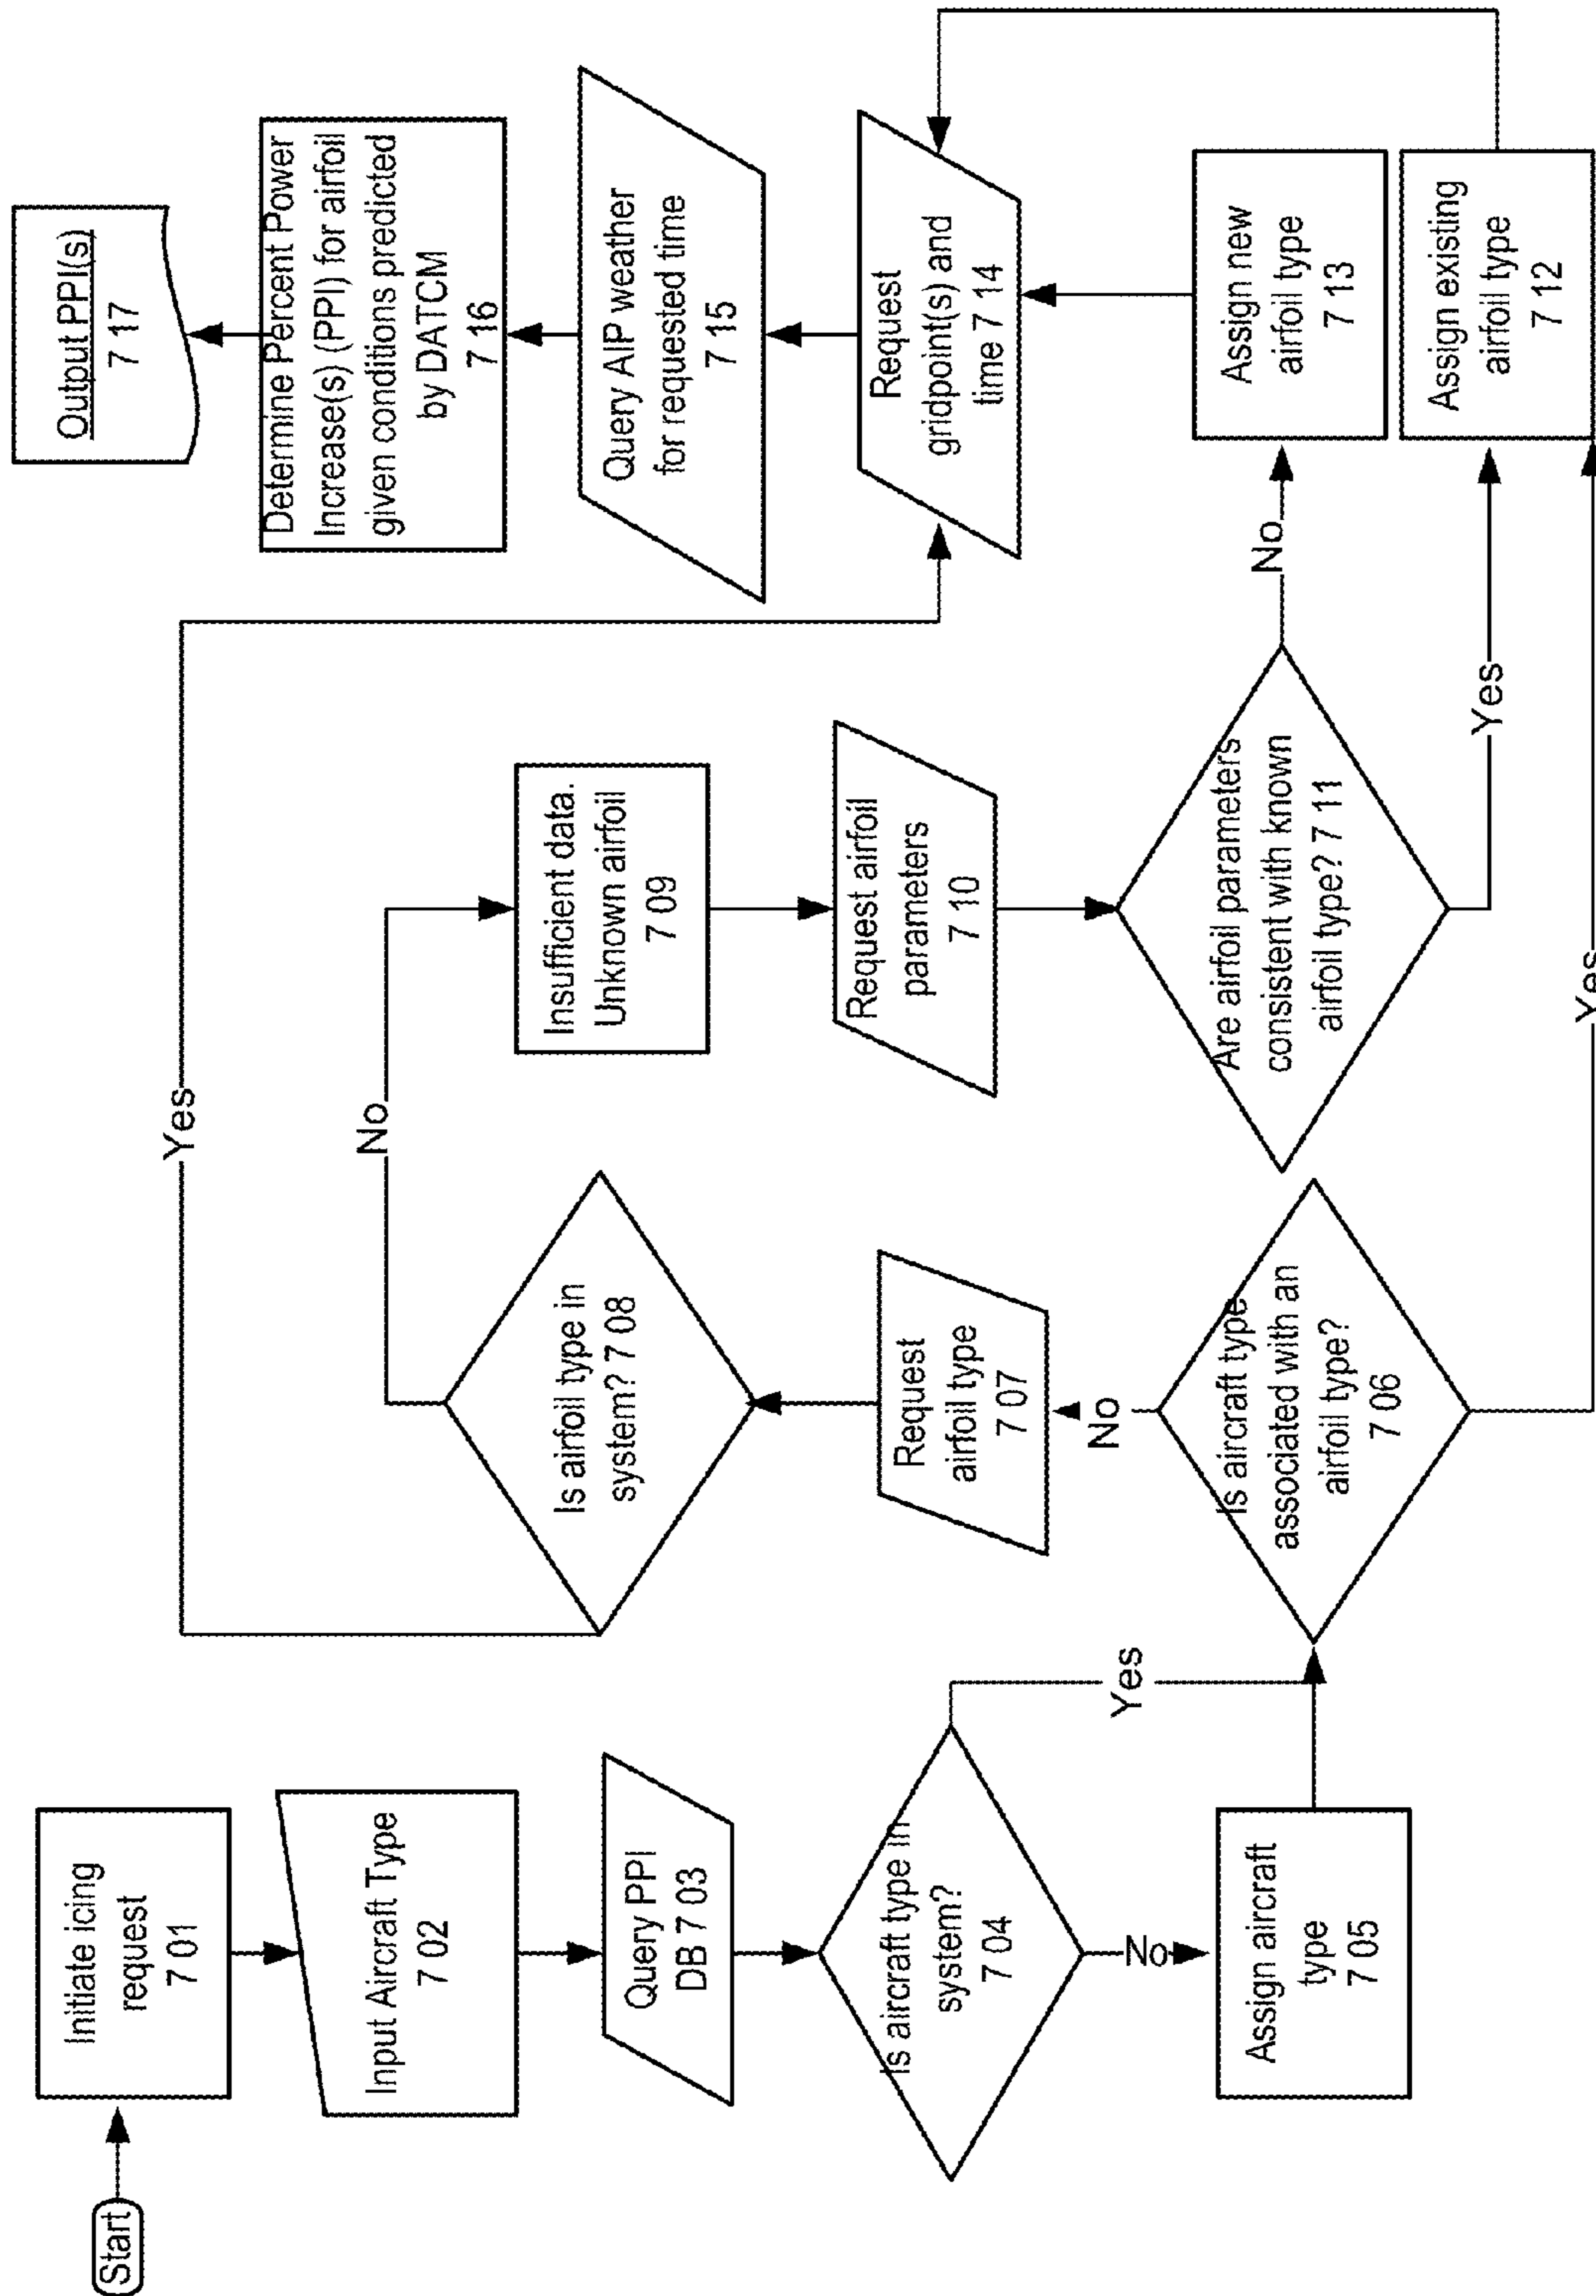 Start
Initiate icing
request
7 01
Input Aircraft Type
7 02
Query PPI
DB 7 03
Is aircraft type in
system?
7 04
Yes
No
Assign aircraft
type
7 05
Is aircraft type
associated with an
airfoil type?
7 06
No
Yes
Request
airfoil type
7 07
Is airfoil type in
system? 7 08
Yes
No
Insufficient data.
Unknown airfoil
7 09
Request airfoil
parameters
7 10
Are airfoil parameters
consistent with known
airfoil type? 7 11
No
Yes
Assign existing
airfoil type
7 12
Assign new
airfoil type
7 13
Request
gridpoint(s) and
time 7 14
Query AIP weather
for requested time
7 15
Determine Percent Power
Increase(s) (PPI) for airfoil
given conditions predicted
by DATCM
7 16
Output PPI(s)
7 17